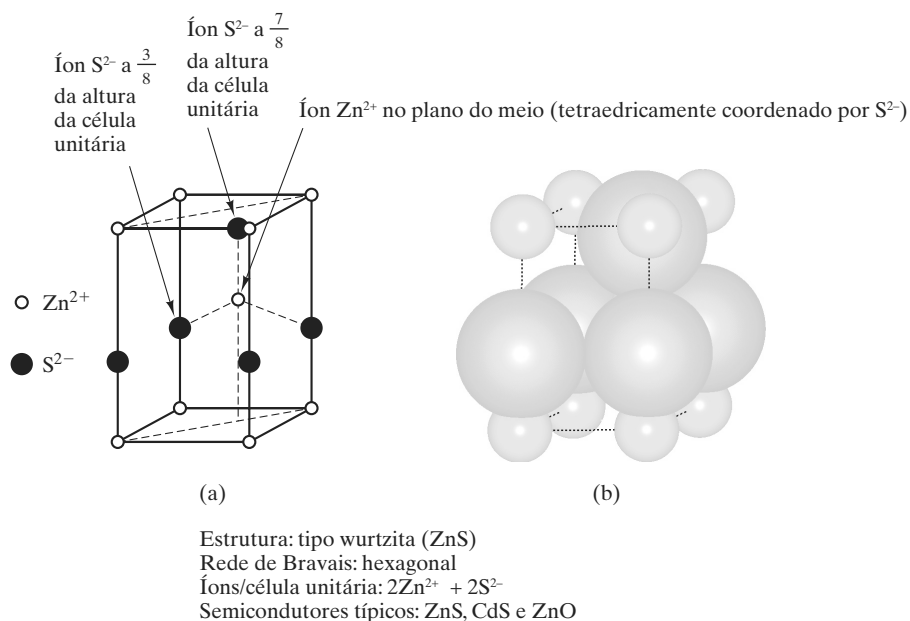 Íon S²⁻ a 3/8
da altura
da célula
unitária
Íon S²⁻ a 7/8
da altura
da célula
unitária
Íon Zn²⁺ no plano do meio (tetraedricamente coordenado por S²⁻)
Zn²⁺
S²⁻
(a)
(b)
Estrutura: tipo wurtzita (ZnS)
Rede de Bravais: hexagonal
Íons/célula unitária: 2Zn²⁺ + 2S²⁻
Semicondutores típicos: ZnS, CdS e ZnO